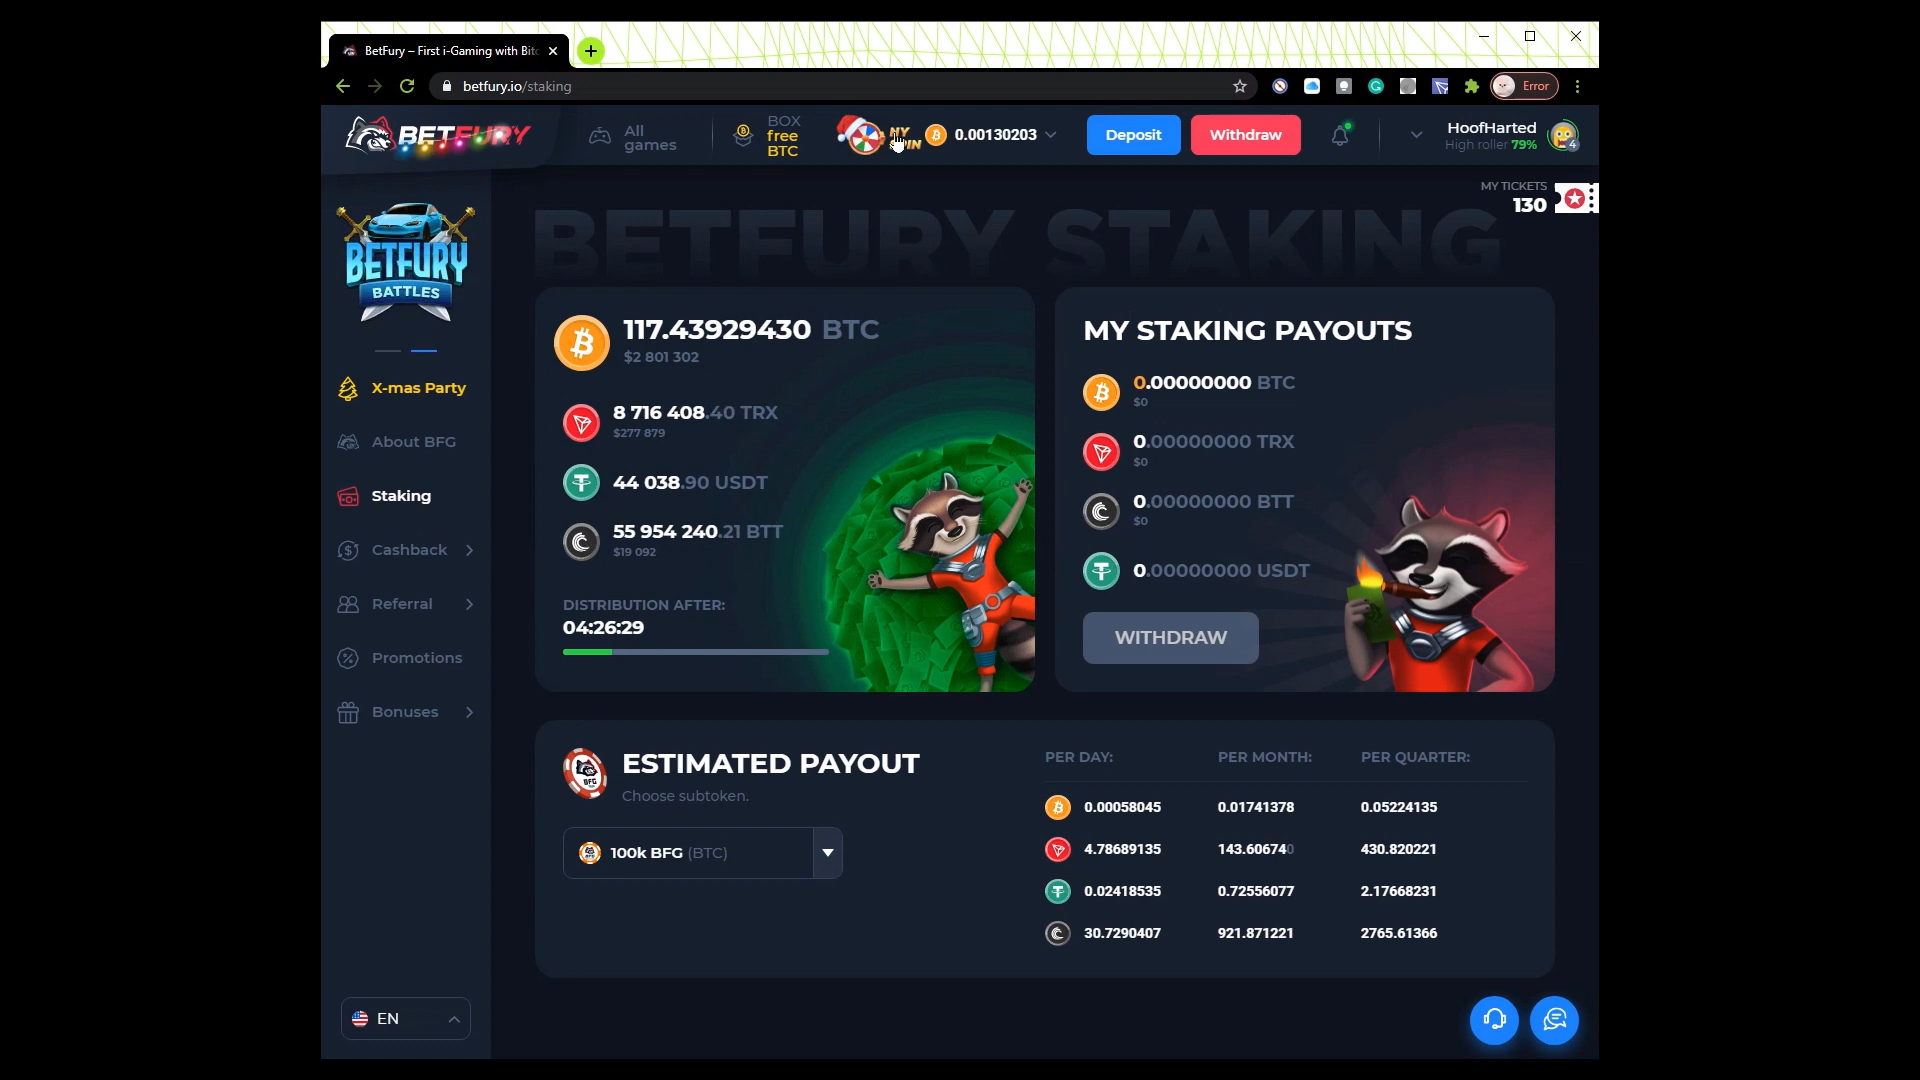 BetFury – First i-Gaming with Bitc
betfury.io/staking
Error
BETFURY
All games
BOX
free
BTC
MY
SPIN
0.00130203
Deposit
Withdraw
HoofHarted
High roller 79%
4
MY TICKETS
130
BETFURY STAKING
BETFURY
BATTLES
X-mas Party
About BFG
Staking
Cashback
Referral
Promotions
Bonuses
EN
117.43929430 BTC
$2 801 302
8 716 408.40 TRX
$277 879
44 038.90 USDT
55 954 240.21 BTT
$19 092
DISTRIBUTION AFTER:
04:26:29
MY STAKING PAYOUTS
0.00000000 BTC
$0
0.00000000 TRX
$0
0.00000000 BTT
$0
0.00000000 USDT
WITHDRAW
BFG
ESTIMATED PAYOUT
Choose subtoken.
100k BFG (BTC)
PER DAY: PER MONTH: PER QUARTER:
0.00058045 0.01741378 0.05224135
4.78689135 143.606740 430.820221
0.02418535 0.72556077 2.17668231
30.7290407 921.871221 2765.61366